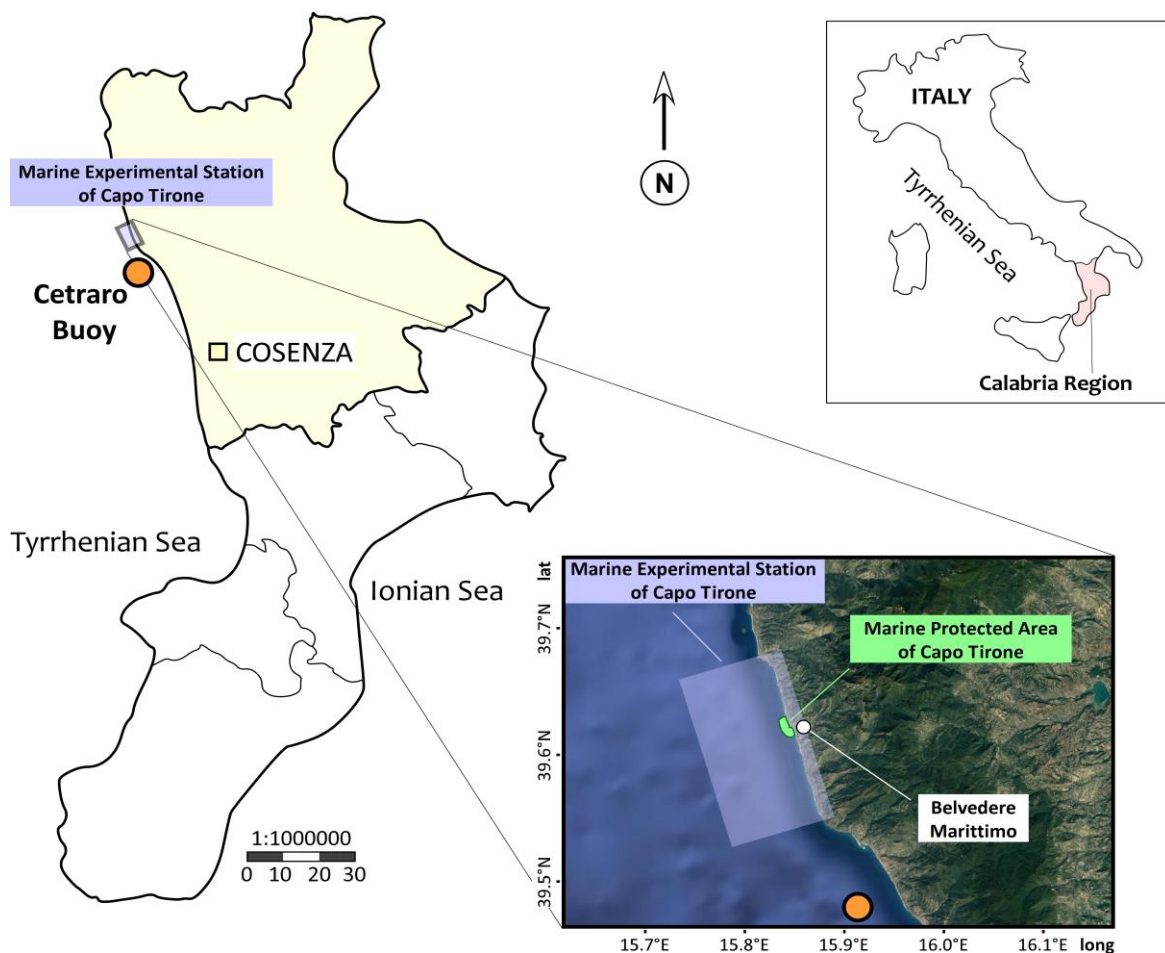 Marine Experimental Station
of Capo Tirone
Cetraro
Buoy
COSENZA
Tyrrhenian Sea
Ionian Sea
1:1000000
0 10 20 30
N
ITALY
Tyrrhenian Sea
Calabria Region
Marine Experimental Station
of Capo Tirone
Marine Protected Area
of Capo Tirone
Belvedere
Marittimo
lat
39.7°N
39.6°N
39.5°N
15.7°E 15.8°E 15.9°E 16.0°E 16.1°E long